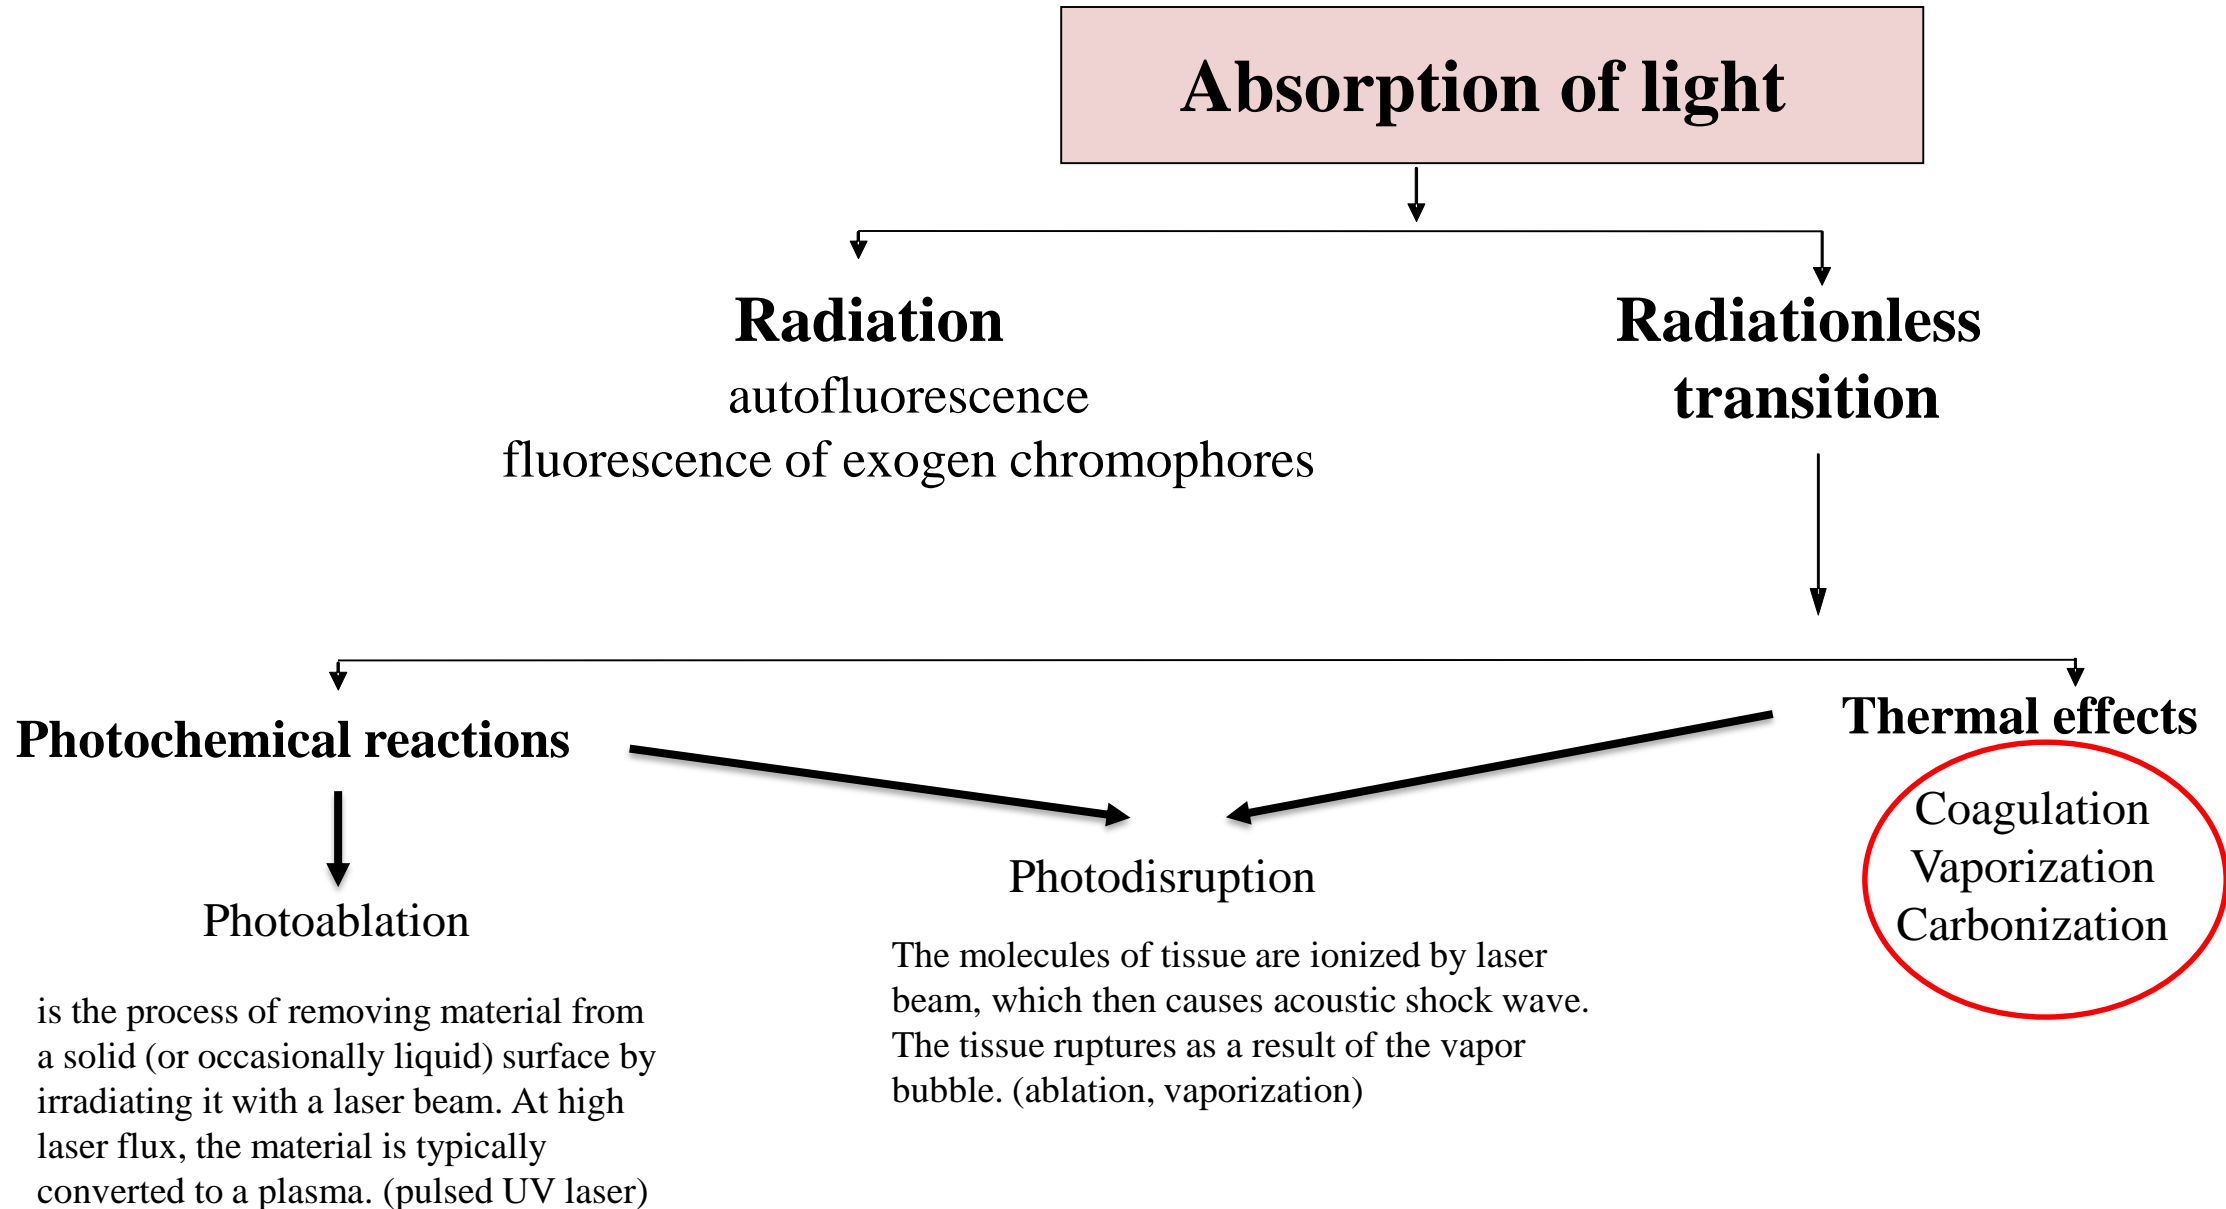 Absorption of light
Radiation
autofluorescence
fluorescence of exogen chromophores
Radiationless
transition
Photochemical reactions
Thermal effects
Coagulation
Vaporization
Carbonization
Photoablation
is the process of removing material from
a solid (or occasionally liquid) surface by
irradiating it with a laser beam. At high
laser flux, the material is typically
converted to a plasma. (pulsed UV laser)
Photodisruption
The molecules of tissue are ionized by laser
beam, which then causes acoustic shock wave.
The tissue ruptures as a result of the vapor
bubble. (ablation, vaporization)